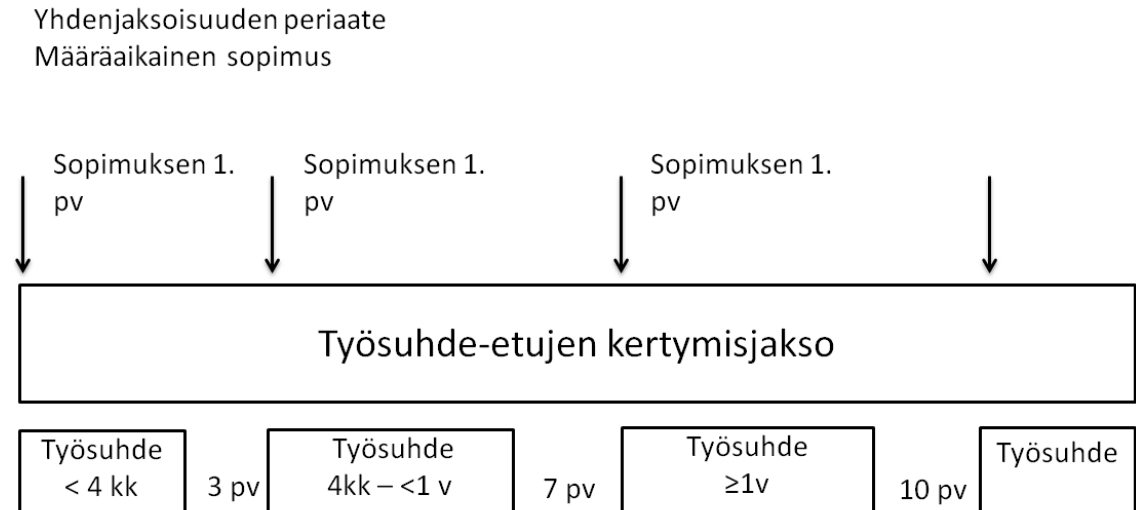 Yhdenjaksoisuuden periaate
Määräaikainen sopimus
Sopimuksen 1.
pv
Sopimuksen 1.
pv
Sopimuksen 1.
pv
Työsuhde-etujen kertymisjakso
Työsuhde
< 4 kk
3 pv
Työsuhde
4kk – <1 v
7 pv
Työsuhde
≥1v
10 pv
Työsuhde